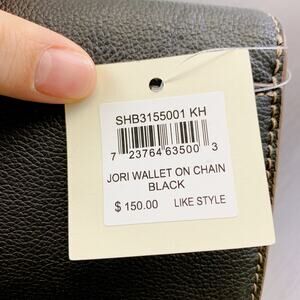 SHB3155001 KH
7 23764 63500 3
JORI WALLET ON CHAIN
BLACK
$ 150.00 LIKE STYLE